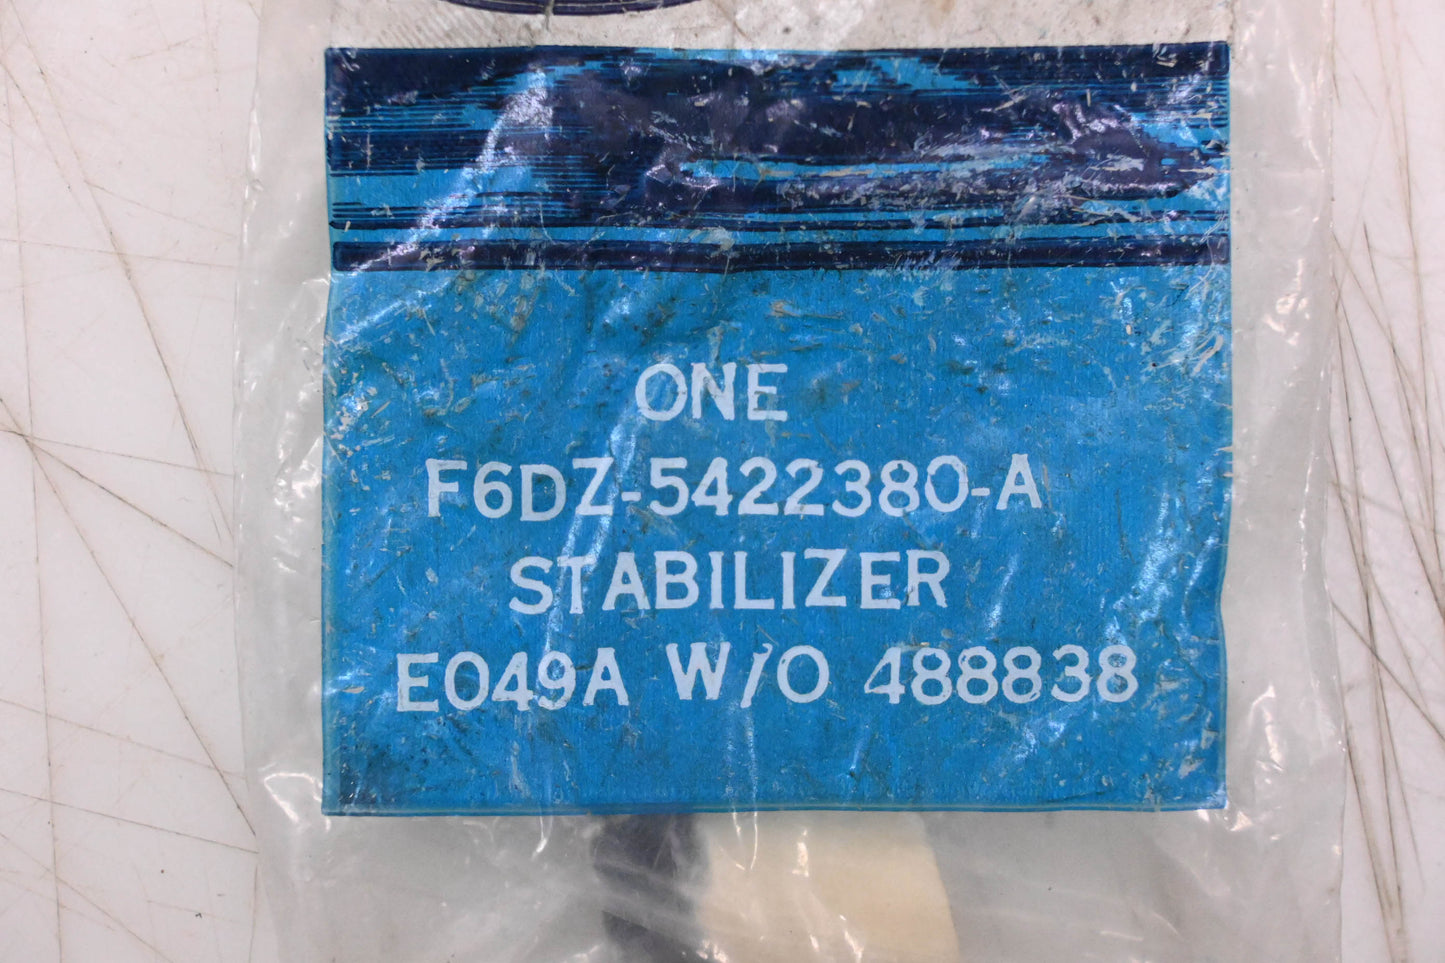 ONE
F6DZ-5422380-A
STABILIZER
E049A W/O 488838